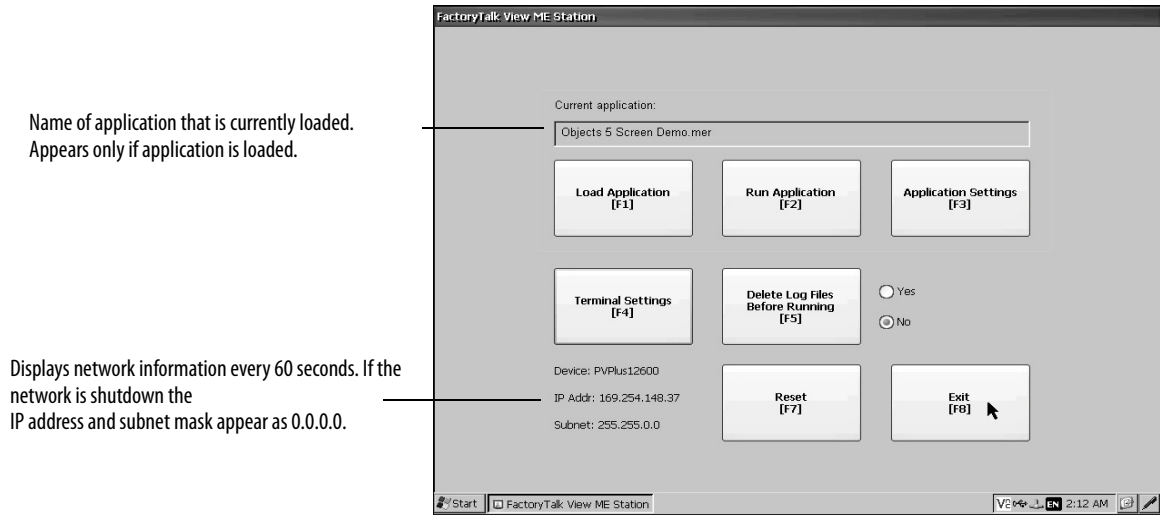 FactoryTalk View ME Station
Name of application that is currently loaded.
Appears only if application is loaded.
Current application:
Objects 5 Screen Demo.mer
Load Application
[F1]
Run Application
[F2]
Application Settings
[F3]
Terminal Settings
[F4]
Delete Log Files
Before Running
[F5]
Yes
No
Displays network information every 60 seconds. If the
network is shutdown the
IP address and subnet mask appear as 0.0.0.0.
Device: PVPlus12600
IP Addr: 169.254.148.37
Subnet: 255.255.0.0
Reset
[F7]
Exit
[F8]
Start
FactoryTalk View ME Station
EN
2:12 AM